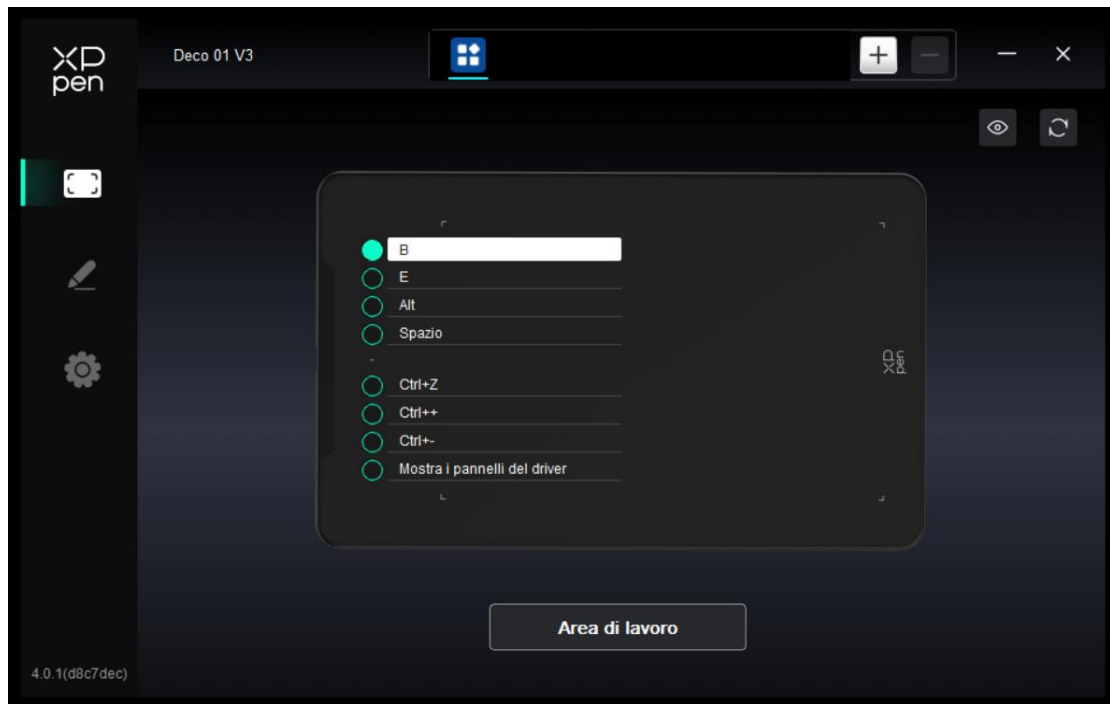 XP
pen
Deco 01 V3
B
E
Alt
Spazio
-
Ctrl+Z
Ctrl++
Ctrl+-
Mostra i pannelli del driver
XP
pen
Area di lavoro
4.0.1(d8c7dec)